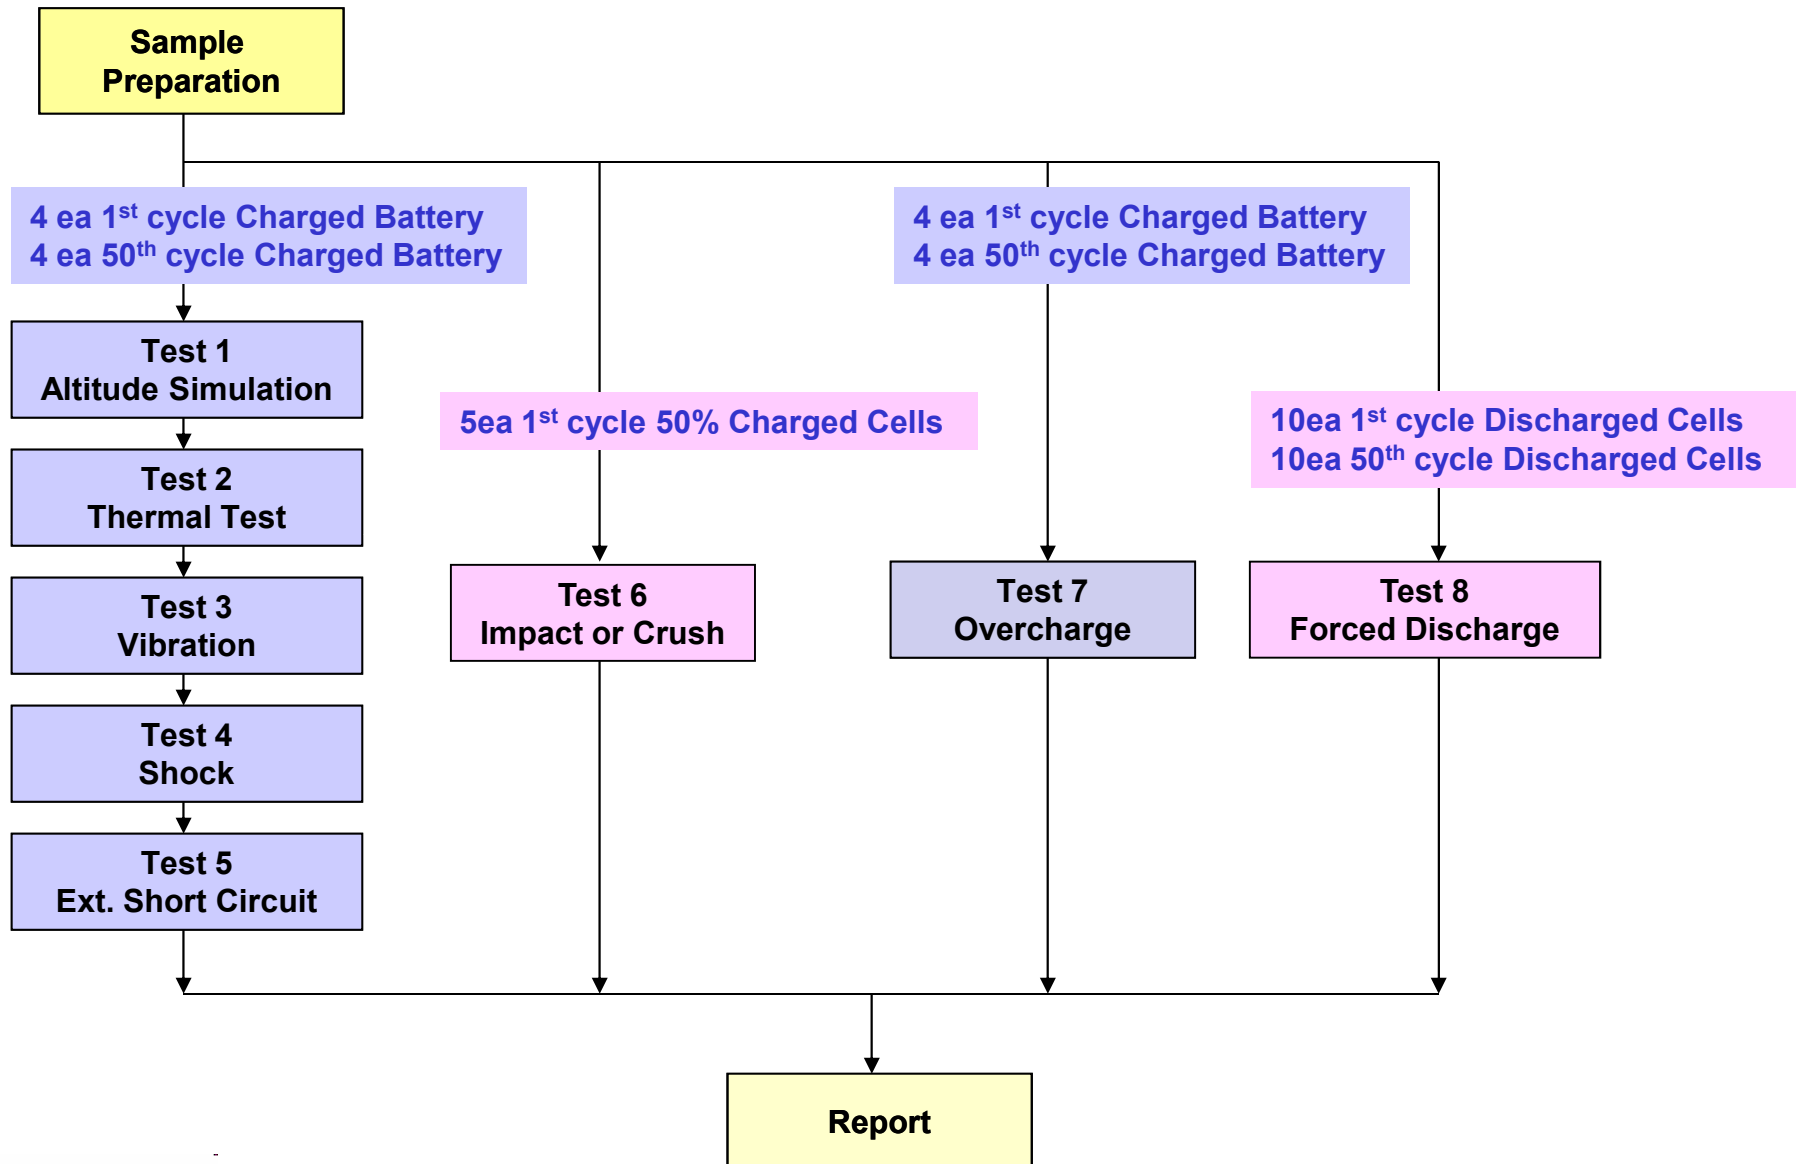 Sample
Preparation
4 ea 1st cycle Charged Battery
4 ea 50th cycle Charged Battery
4 ea 1st cycle Charged Battery
4 ea 50th cycle Charged Battery
Test 1
Altitude Simulation
5ea 1st cycle 50% Charged Cells
10ea 1st cycle Discharged Cells
10ea 50th cycle Discharged Cells
Test 2
Thermal Test
Test 3
Vibration
Test 6
Impact or Crush
Test 7
Overcharge
Test 8
Forced Discharge
Test 4
Shock
Test 5
Ext. Short Circuit
Report